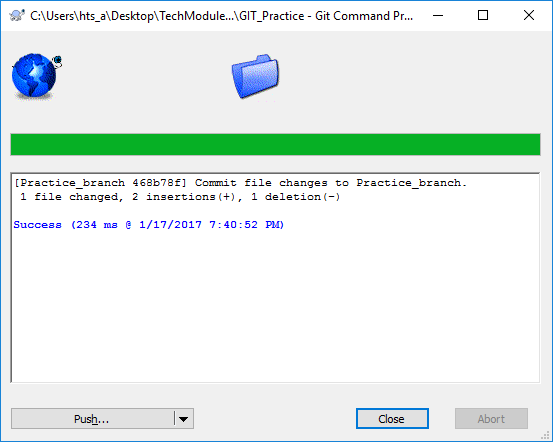 C:\Users\hts_a\Desktop\TechModule...\GIT_Practice - Git Command Pr...
[Practice_branch 468b78f] Commit file changes to Practice_branch.
1 file changed, 2 insertions(+), 1 deletion(-)
Success (234 ms @ 1/17/2017 7:40:52 PM)
Push... Close Abort